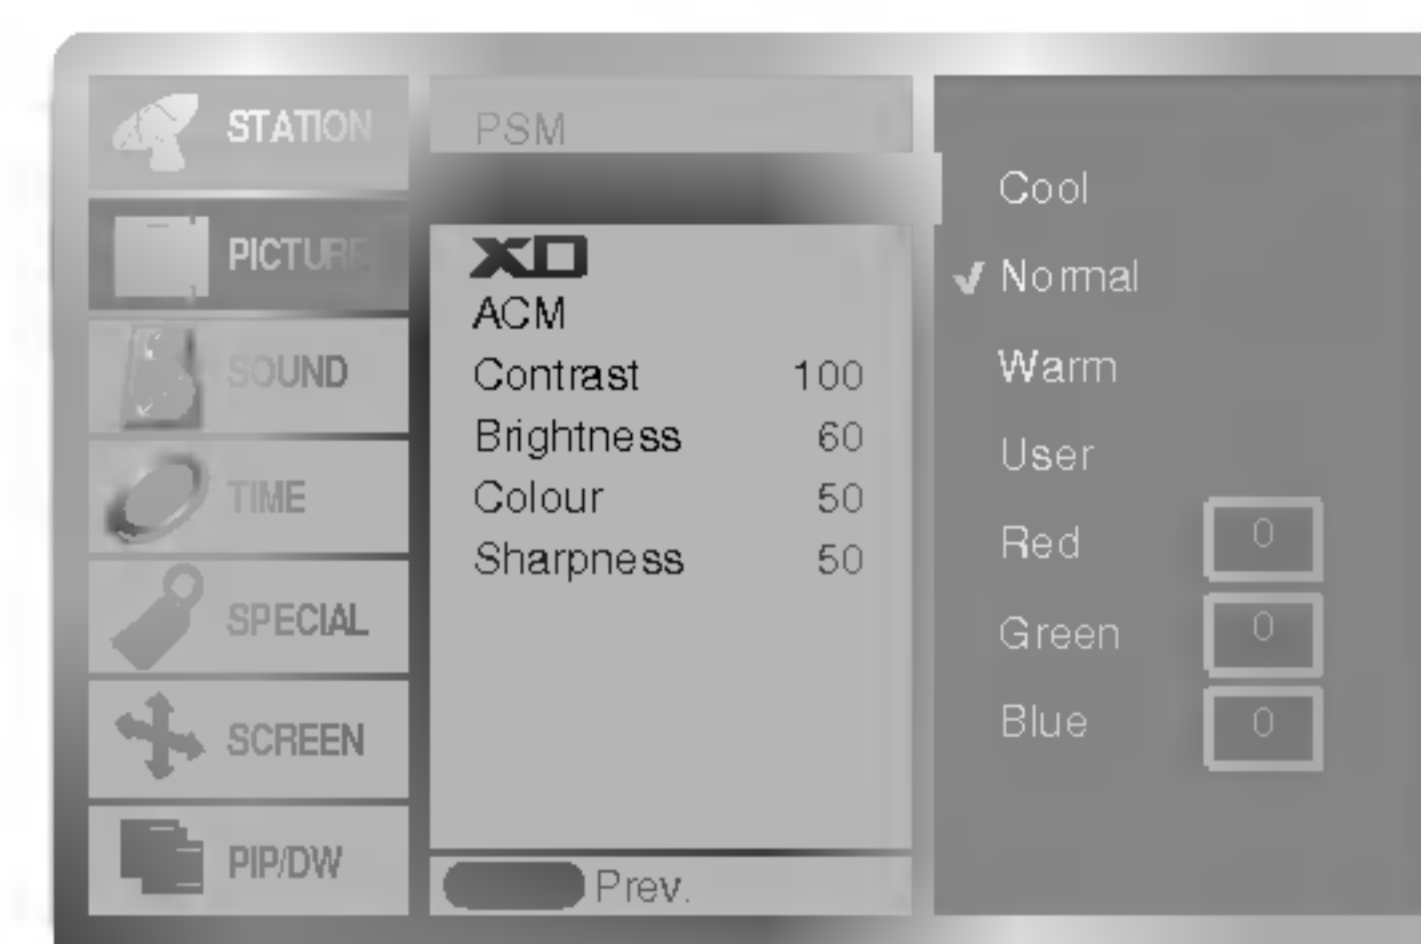 STATION
PICTURE
SOUND
TIME
SPECIAL
SCREEN
PIP/DW
PSM
XD
ACM
Contrast 100
Brightness 60
Colour 50
Sharpness 50
Prev.
Cool
Normal
Warm
User
Red 0
Green 0
Blue 0